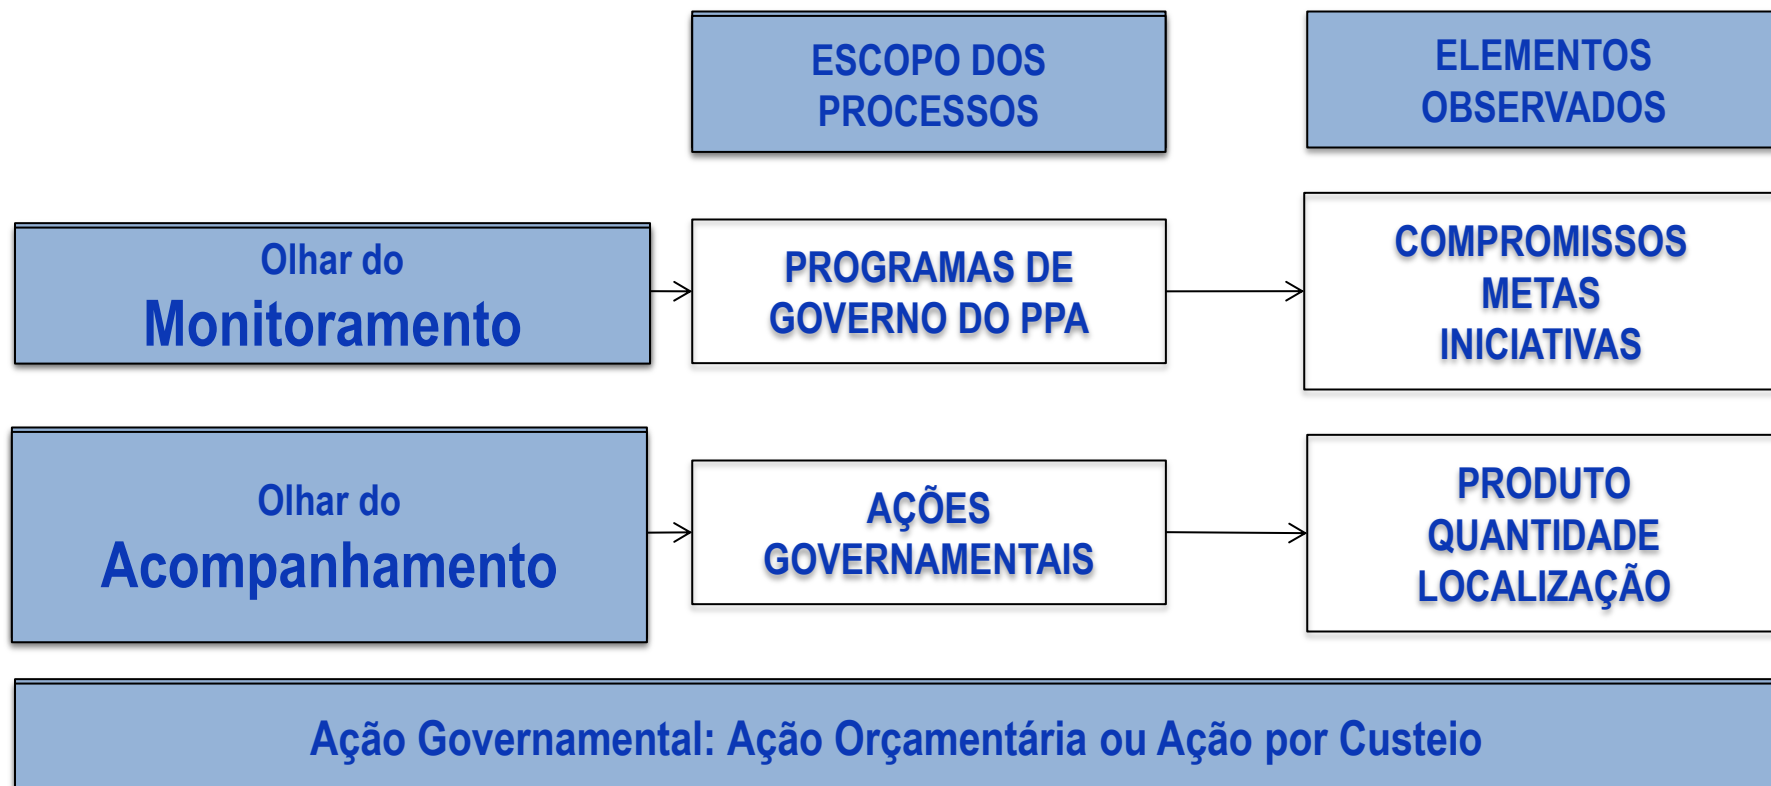 ESCOPO DOS
PROCESSOS
ELEMENTOS
OBSERVADOS
Olhar do
Monitoramento
PROGRAMAS DE
GOVERNO DO PPA
COMPROMISSOS
METAS
INICIATIVAS
Olhar do
Acompanhamento
AÇÕES
GOVERNAMENTAIS
PRODUTO
QUANTIDADE
LOCALIZAÇÃO
Ação Governamental: Ação Orçamentária ou Ação por Custeio